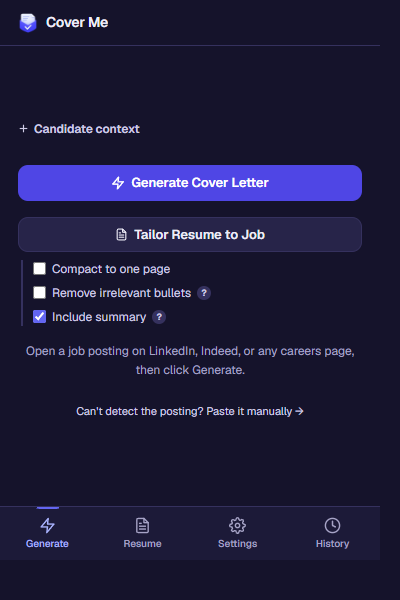 Cover Me
+ Candidate context
Generate Cover Letter
Tailor Resume to Job
Compact to one page
Remove irrelevant bullets ?
Include summary ?
Open a job posting on LinkedIn, Indeed, or any careers page,
then click Generate.
Can't detect the posting? Paste it manually →
Generate Resume Settings History